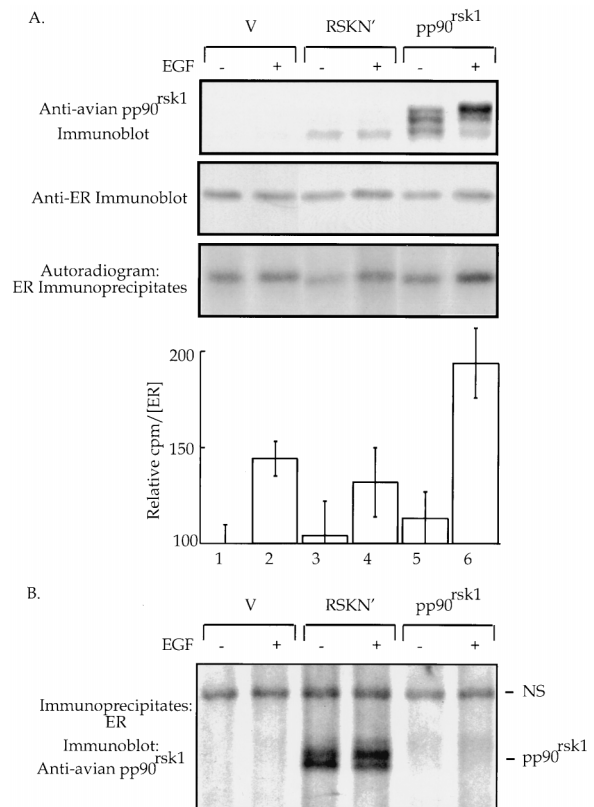 A.
V RSKN' pp90rsk1
EGF - + - + - +
Anti-avian pp90rsk1
Immunoblot
Anti-ER Immunoblot
Autoradiogram:
ER Immunoprecipitates
Relative cpm/[ER]
200
150
100
1 2 3 4 5 6
B.
V RSKN' pp90rsk1
EGF - + - + - +
Immunoprecipitates:
ER
Immunoblot:
Anti-avian pp90rsk1
- NS
- pp90rsk1